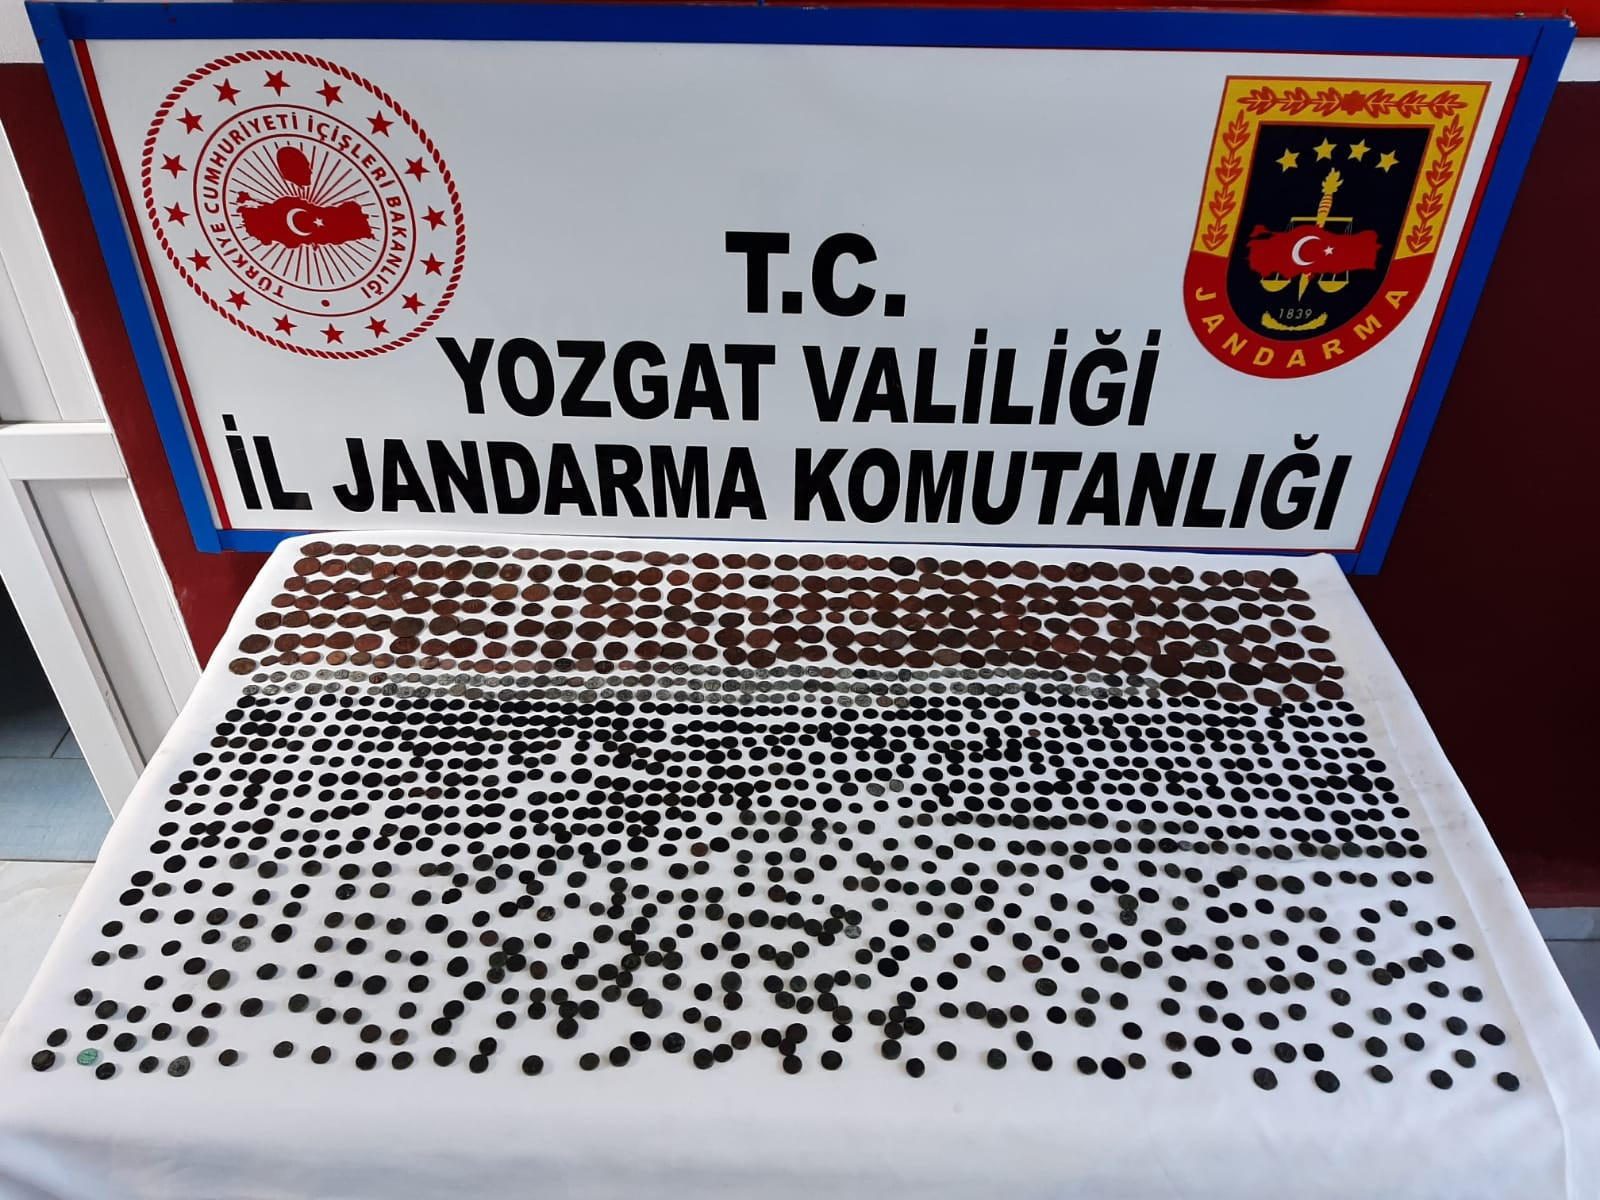 TÜRKİYE CUMHURİYETİ İÇİŞLERİ BAKANLIĞI
T.C.
YOZGAT VALİLİĞİ
İL JANDARMA KOMUTANLIĞI
1839
JANDARMA